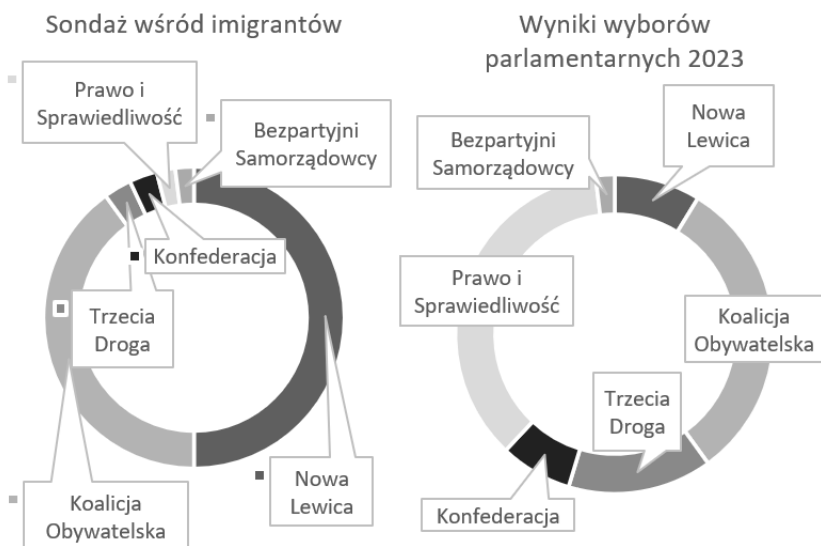 Sondaż wśród imigrantów
Prawo i
Sprawiedliwość
Bezpartyjni
Samorządowcy
Konfederacja
Trzecia
Droga
Koalicja
Obywatelska
Nowa
Lewica
Wyniki wyborów
parlamentarnych 2023
Nowa
Lewica
Bezpartyjni
Samorządowcy
Prawo i
Sprawiedliwość
Koalicja
Obywatelska
Trzecia
Droga
Konfederacja